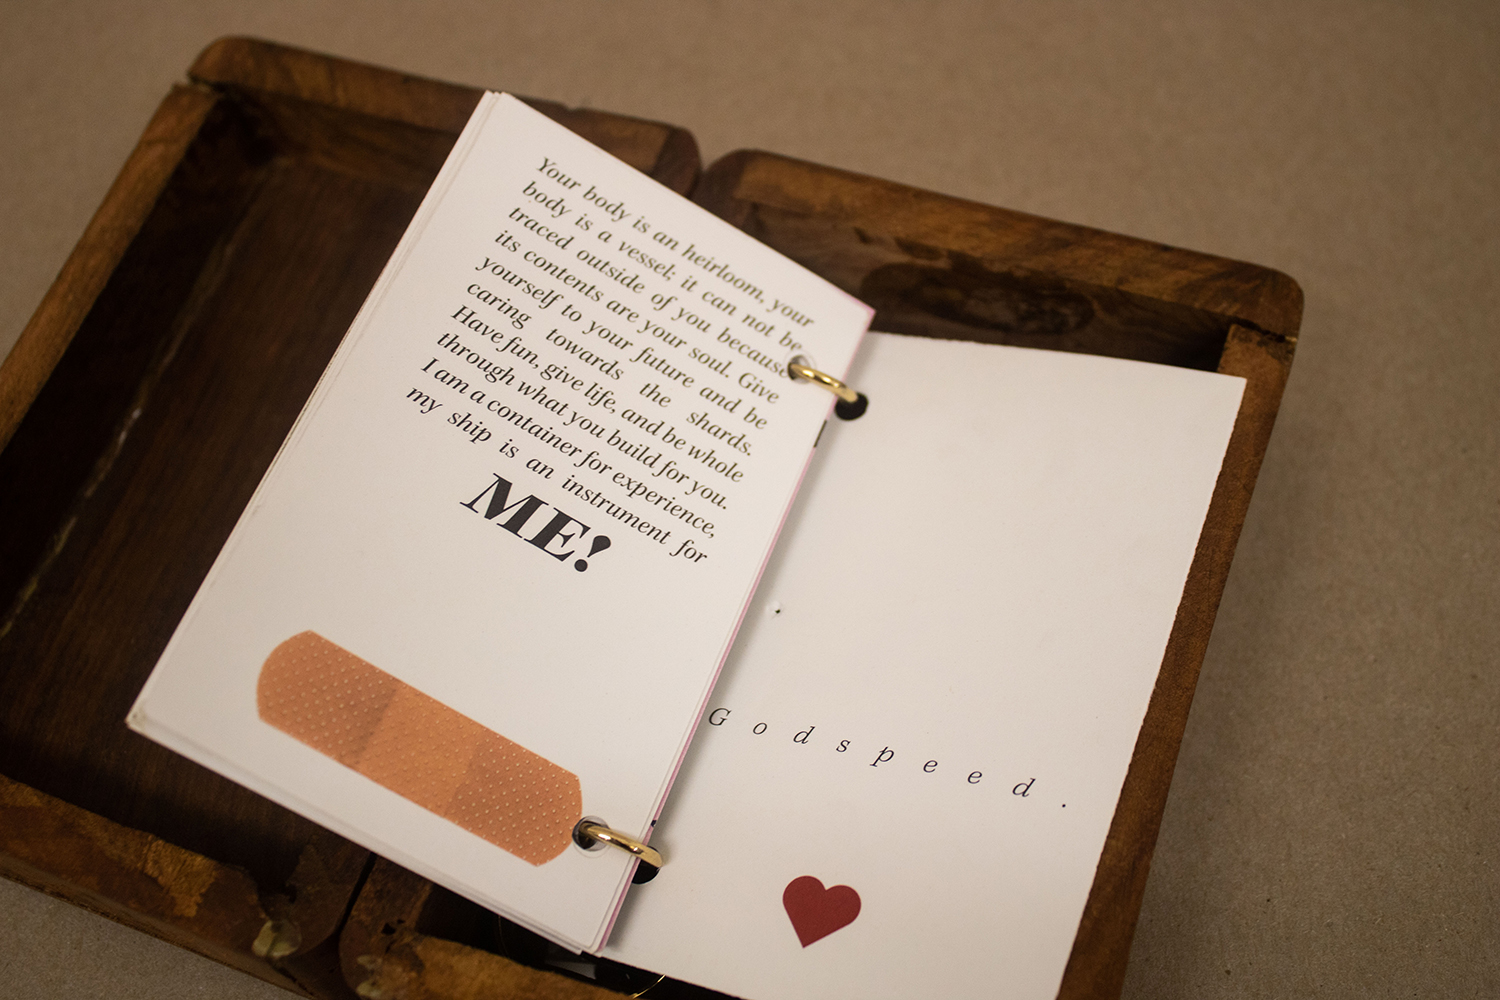 Your body is an heirloom, your
body is a vessel; it can not be
traced outside of you because
its contents are your soul. Give
yourself to your future and be
caring towards the shards.
Have fun, give life, and be whole
through what you build for you.
I am a container for experience,
my ship is an instrument for
ME!
Godspeed.